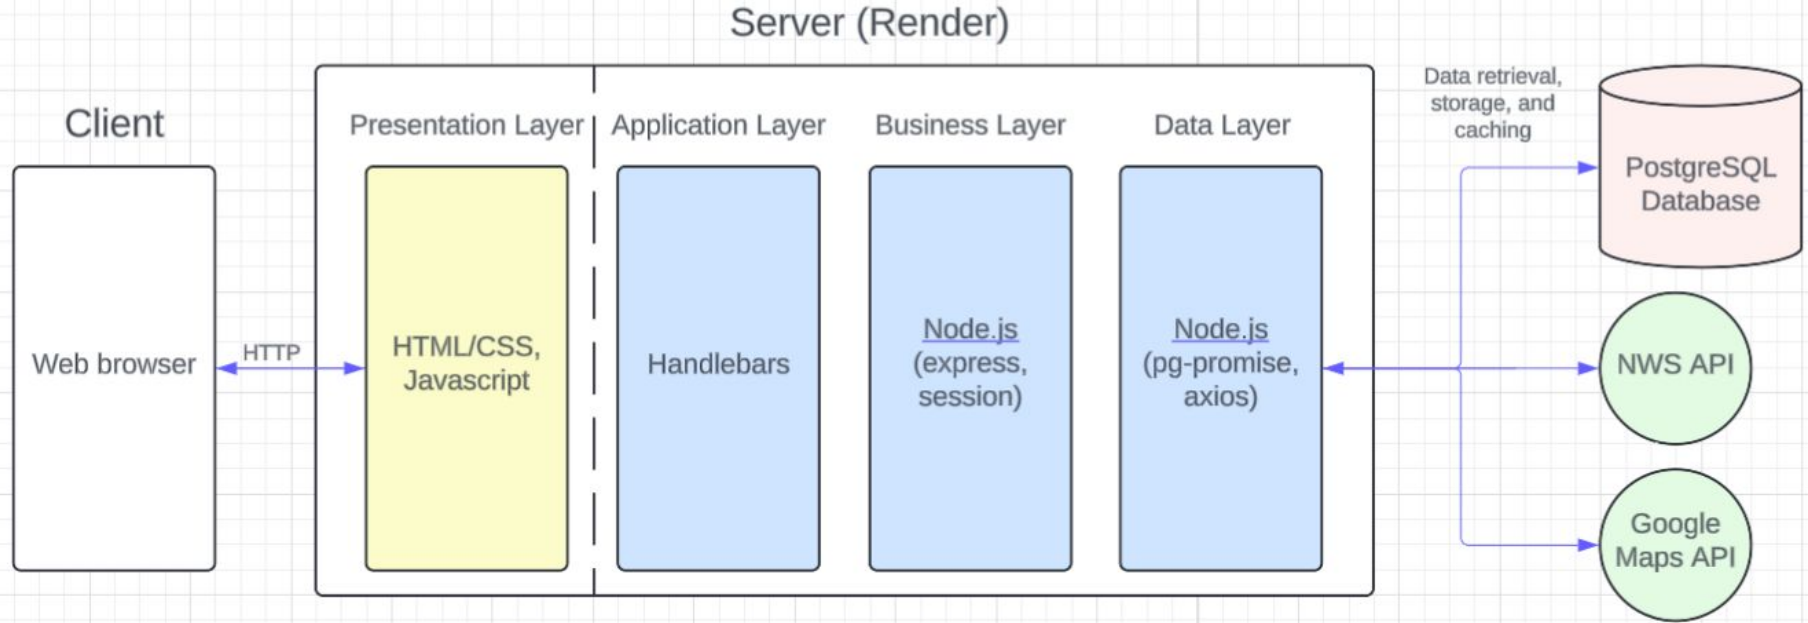 Server (Render)
Client
Presentation Layer
Application Layer
Business Layer
Data Layer
Data retrieval,
storage, and
caching
Web browser
HTTP
HTML/CSS,
Javascript
Handlebars
Node.js
(express,
session)
Node.js
(pg-promise,
axios)
PostgreSQL
Database
NWS API
Google
Maps API